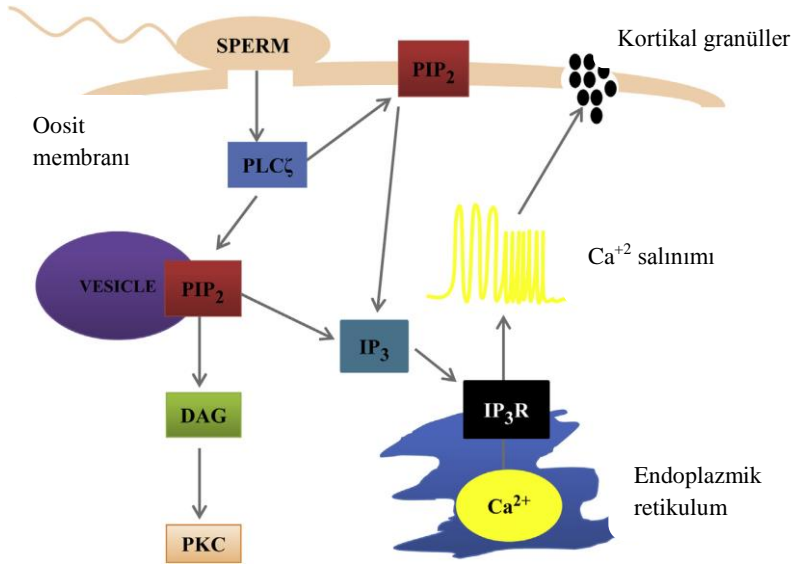 SPERM
PIP₂
Kortikal granüller
Oosit
membranı
PLCζ
Ca⁺² salınımı
VESICLE
PIP₂
IP₃
DAG
IP₃R
Ca²⁺
Endoplazmik
retikulum
PKC